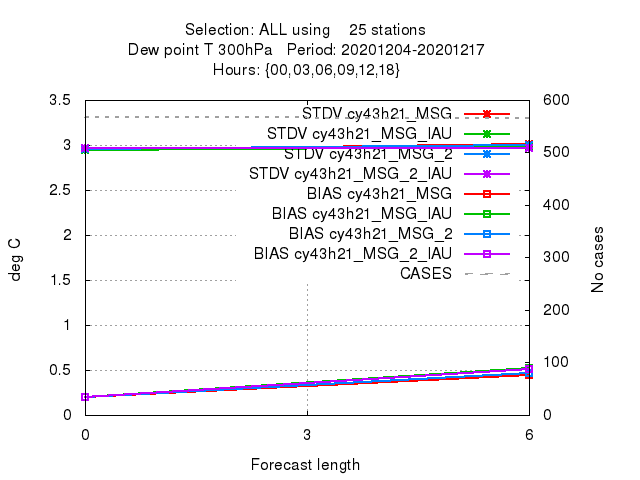 Selection: ALL using 25 stations
Dew point T 300hPa Period: 20201204-20201217
Hours: {00,03,06,09,12,18}
3.5
3
2.5
2
1.5
1
0.5
0
600
500
400
300
200
100
0
STDV cy43h21_MSG
STDV cy43h21_MSG_IAU
STDV cy43h21_MSG_2
STDV cy43h21_MSG_2_IAU
BIAS cy43h21_MSG
BIAS cy43h21_MSG_IAU
BIAS cy43h21_MSG_2
BIAS cy43h21_MSG_2_IAU
CASES
deg C
No cases
0 3 6
Forecast length